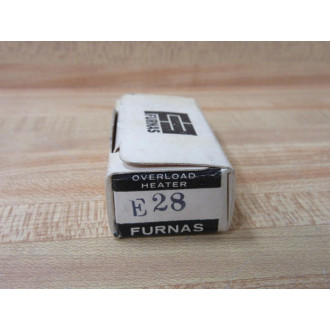 FURNAS
OVERLOAD
HEATER
E28
FURNAS